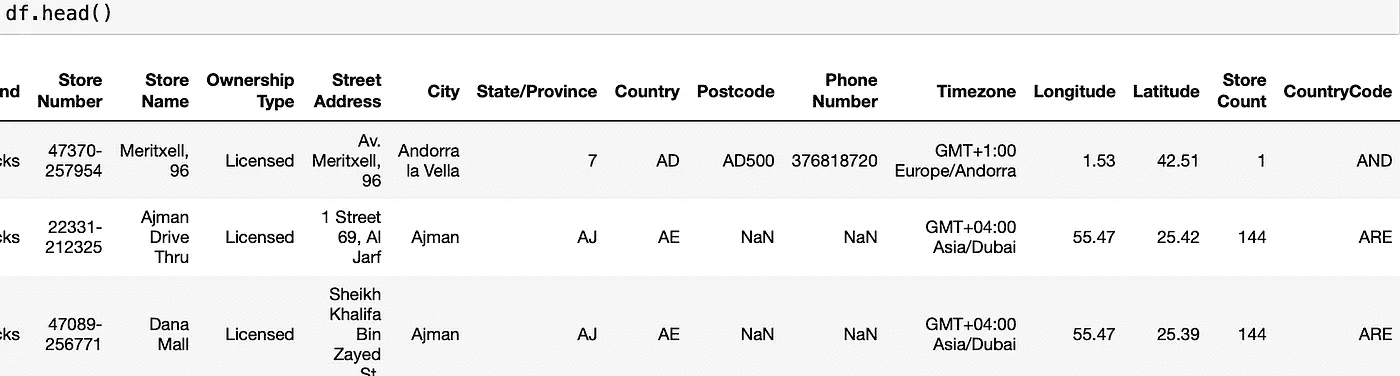 df.head()
nd Store Number Store Name Ownership Type Street Address City State/Province Country Postcode Phone Number Timezone Longitude Latitude Store Count CountryCode
cks 47370-257954 Meritxell, 96 Licensed Av. Meritxell, 96 Andorra la Vella 7 AD AD500 376818720 GMT+1:00 Europe/Andorra 1.53 42.51 1 AND
cks 22331-212325 Ajman Drive Thru Licensed 1 Street 69, Al Jarf Ajman AJ AE NaN NaN GMT+04:00 Asia/Dubai 55.47 25.42 144 ARE
cks 47089-256771 Dana Mall Licensed Sheikh Khalifa Bin Zayed St. Ajman AJ AE NaN NaN GMT+04:00 Asia/Dubai 55.47 25.39 144 ARE